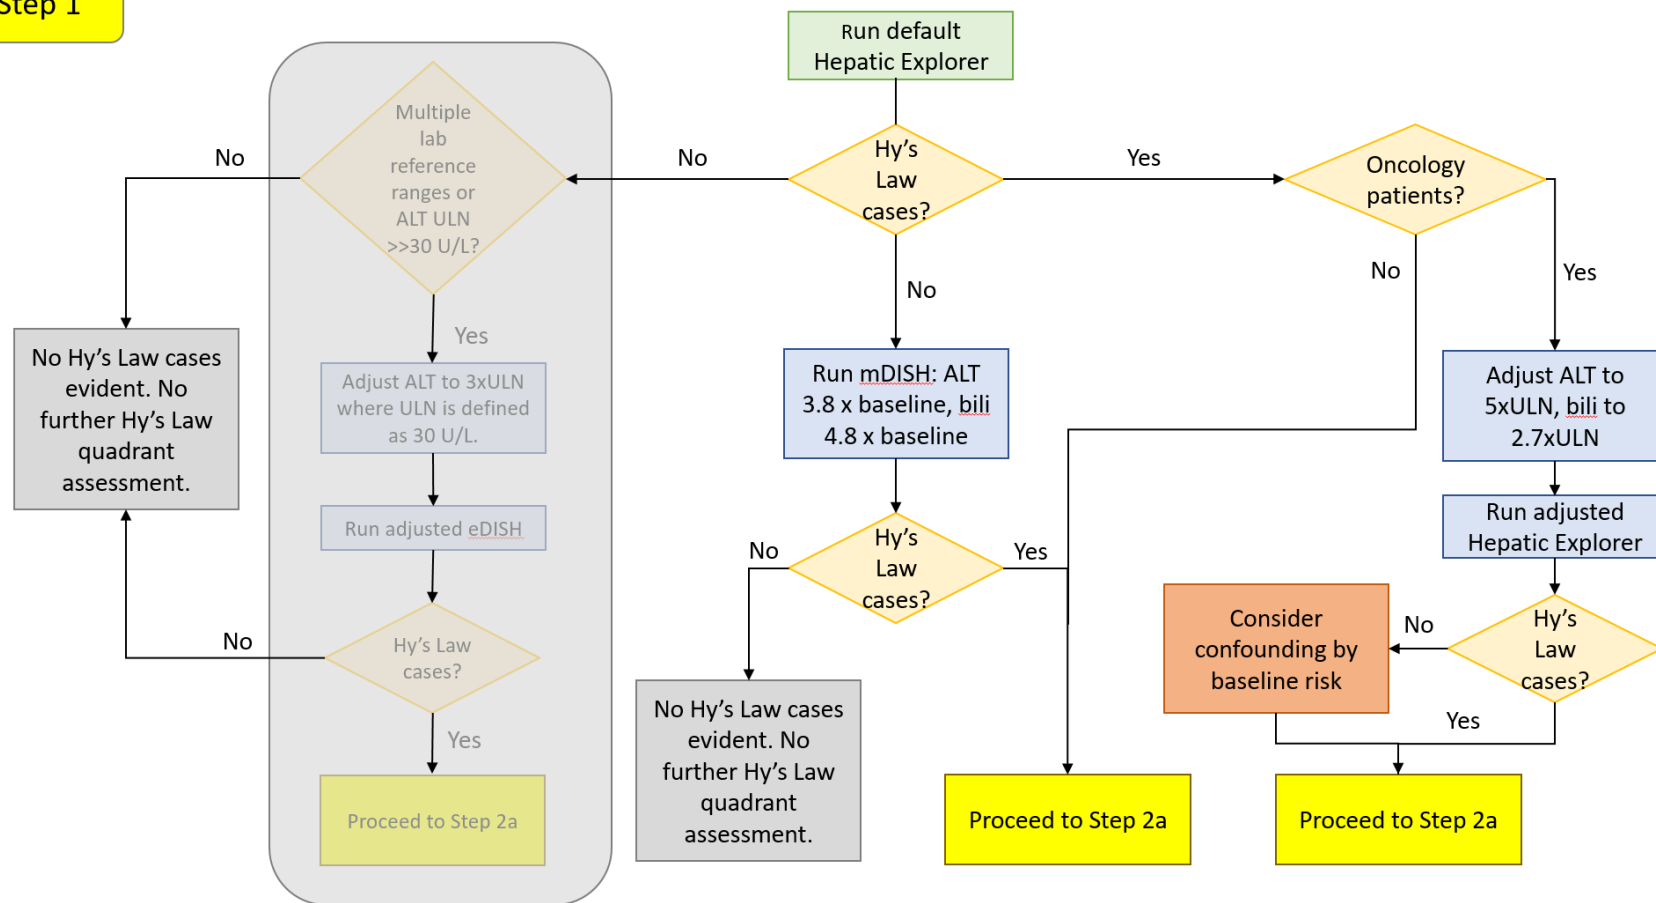 Step 1
Run default
Hepatic Explorer
Multiple
lab
reference
ranges or
ALT ULN
>>30 U/L?
No
No
Hy's
Law
cases?
Yes
Oncology
patients?
No
Yes
No
Yes
No Hy's Law cases
evident. No
further Hy's Law
quadrant
assessment.
Adjust ALT to 3xULN
where ULN is defined
as 30 U/L.
Run mDISH: ALT
3.8 x baseline, bili
4.8 x baseline
Adjust ALT to
5xULN, bili to
2.7xULN
Run adjusted eDISH
Run adjusted
Hepatic Explorer
No
Hy's
Law
cases?
Yes
No
Hy's Law
cases?
Consider
confounding by
baseline risk
No
Hy's
Law
cases?
Yes
Yes
No Hy's Law cases
evident. No
further Hy's Law
quadrant
assessment.
Proceed to Step 2a
Proceed to Step 2a
Proceed to Step 2a